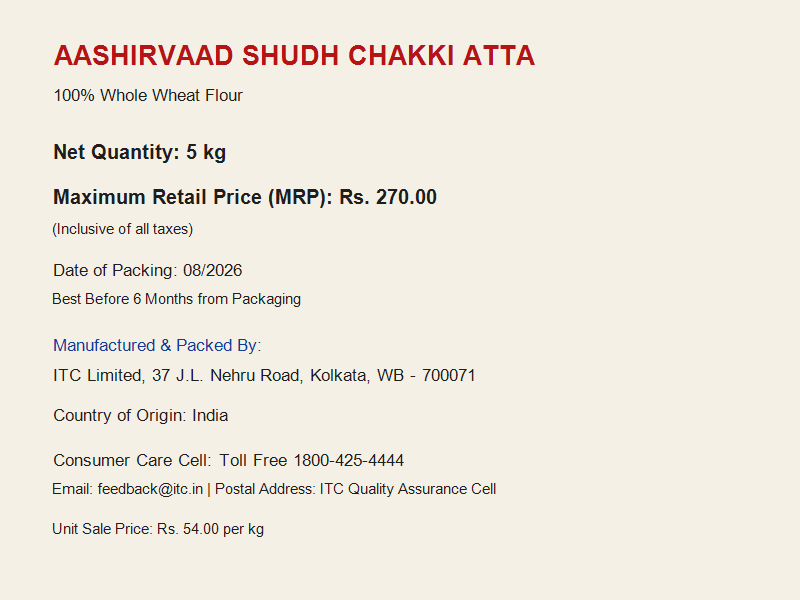 AASHIRVAAD SHUDH CHAKKI ATTA
100% Whole Wheat Flour
Net Quantity: 5 kg
Maximum Retail Price (MRP): Rs. 270.00
(Inclusive of all taxes)
Date of Packing: 08/2026
Best Before 6 Months from Packaging
Manufactured & Packed By:
ITC Limited, 37 J.L. Nehru Road, Kolkata, WB - 700071
Country of Origin: India
Consumer Care Cell: Toll Free 1800-425-4444
Email: feedback@itc.in | Postal Address: ITC Quality Assurance Cell
Unit Sale Price: Rs. 54.00 per kg